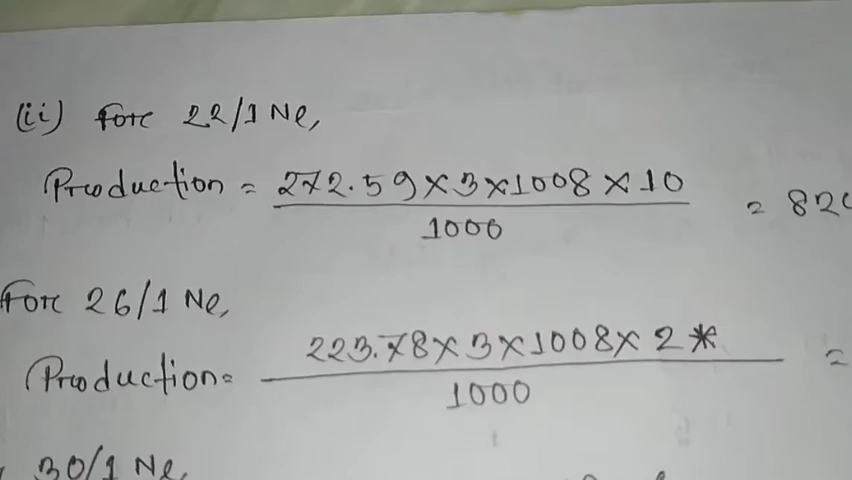 (ii) For 22/1 Ne,
Production = 272.59×3×1008×10 / 1000 = 820
For 26/1 Ne,
Production= 223.78×3×1008×2* / 1000 =
30/1 Ne,